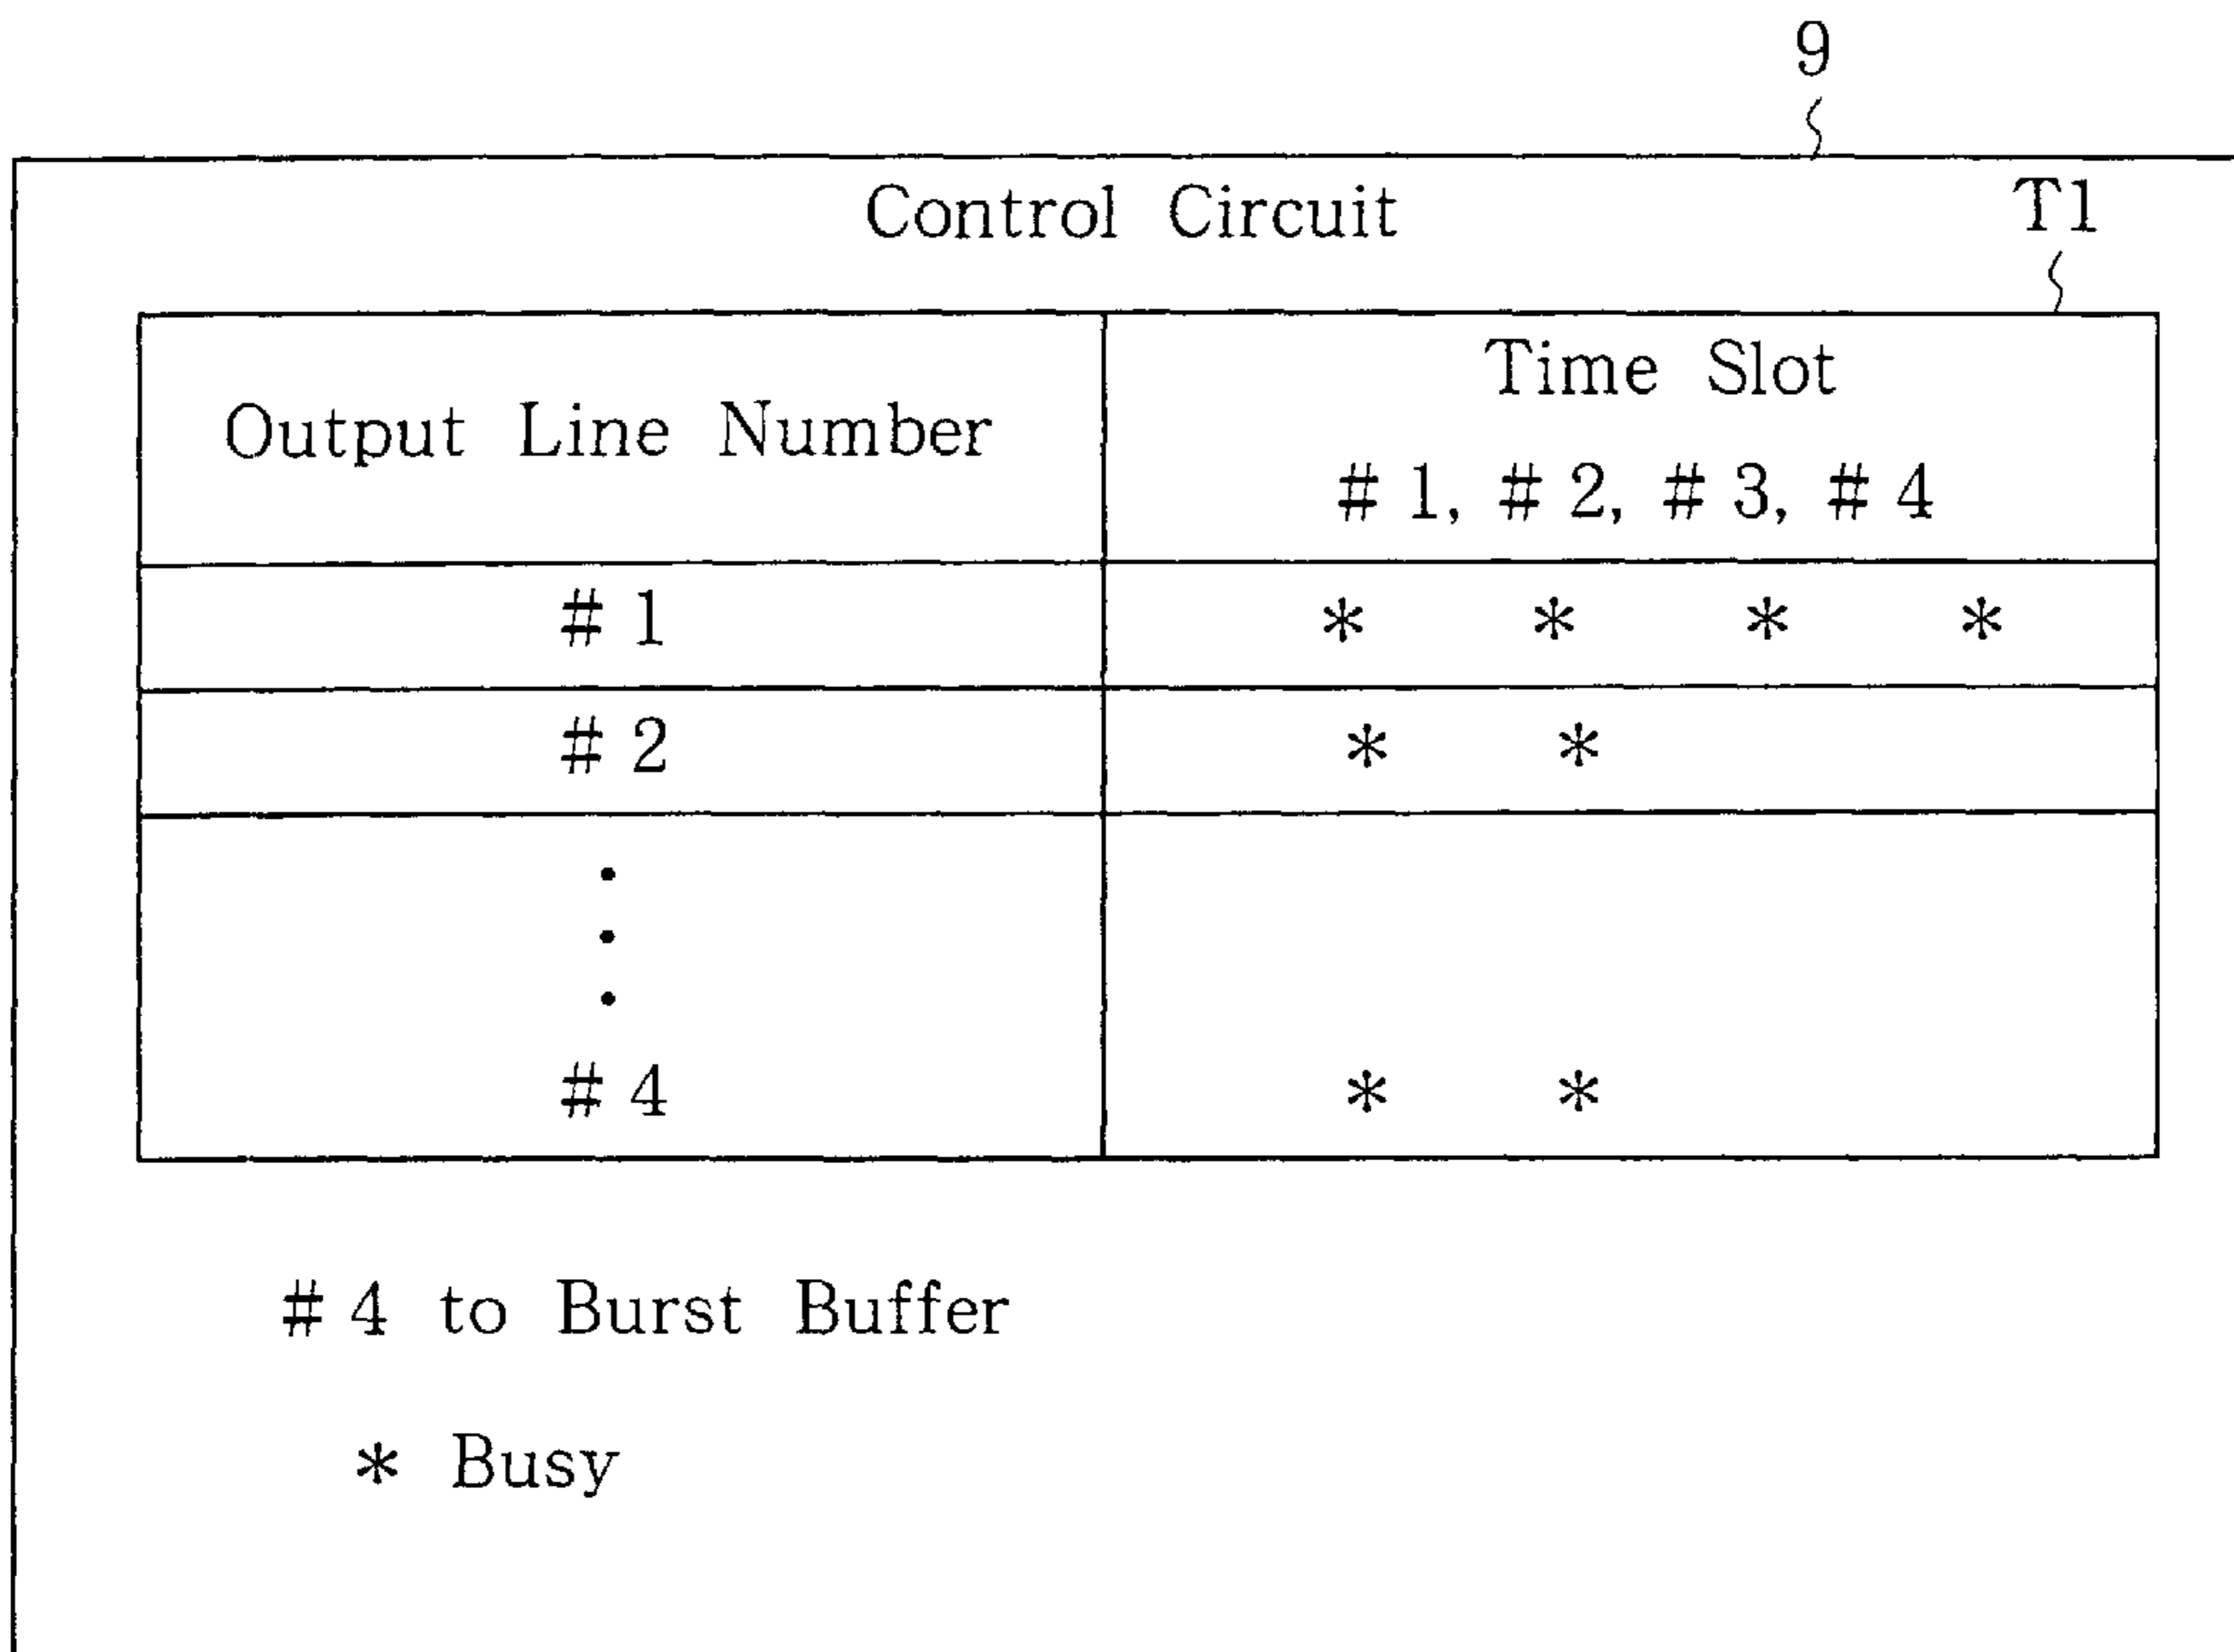 9
Control Circuit
T1
Output Line Number
Time Slot
#1, #2, #3, #4
#1 * * * *
#2 * *
#4 * *
#4 to Burst Buffer
* Busy